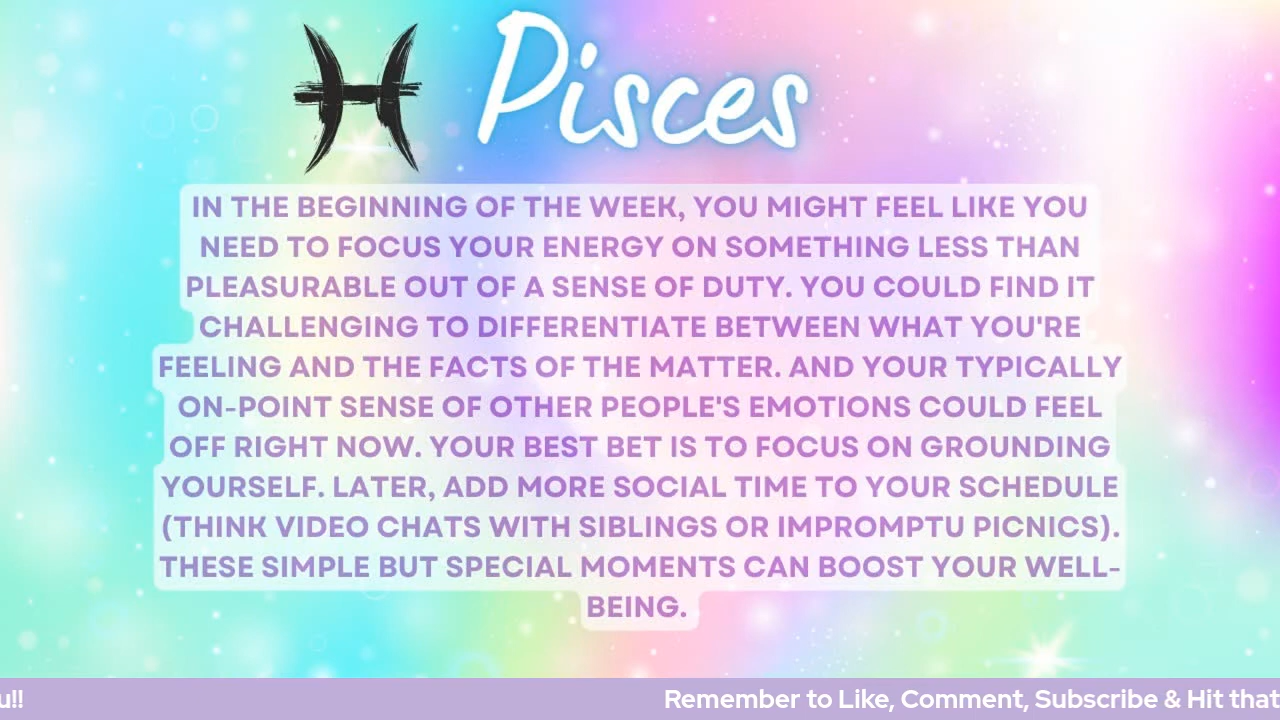 Pisces
IN THE BEGINNING OF THE WEEK, YOU MIGHT FEEL LIKE YOU
NEED TO FOCUS YOUR ENERGY ON SOMETHING LESS THAN
PLEASURABLE OUT OF A SENSE OF DUTY. YOU COULD FIND IT
CHALLENGING TO DIFFERENTIATE BETWEEN WHAT YOU'RE
FEELING AND THE FACTS OF THE MATTER. AND YOUR TYPICALLY
ON-POINT SENSE OF OTHER PEOPLE'S EMOTIONS COULD FEEL
OFF RIGHT NOW. YOUR BEST BET IS TO FOCUS ON GROUNDING
YOURSELF. LATER, ADD MORE SOCIAL TIME TO YOUR SCHEDULE
(THINK VIDEO CHATS WITH SIBLINGS OR IMPROMPTU PICNICS).
THESE SIMPLE BUT SPECIAL MOMENTS CAN BOOST YOUR WELL-
BEING.
u!! Remember to Like, Comment, Subscribe & Hit that